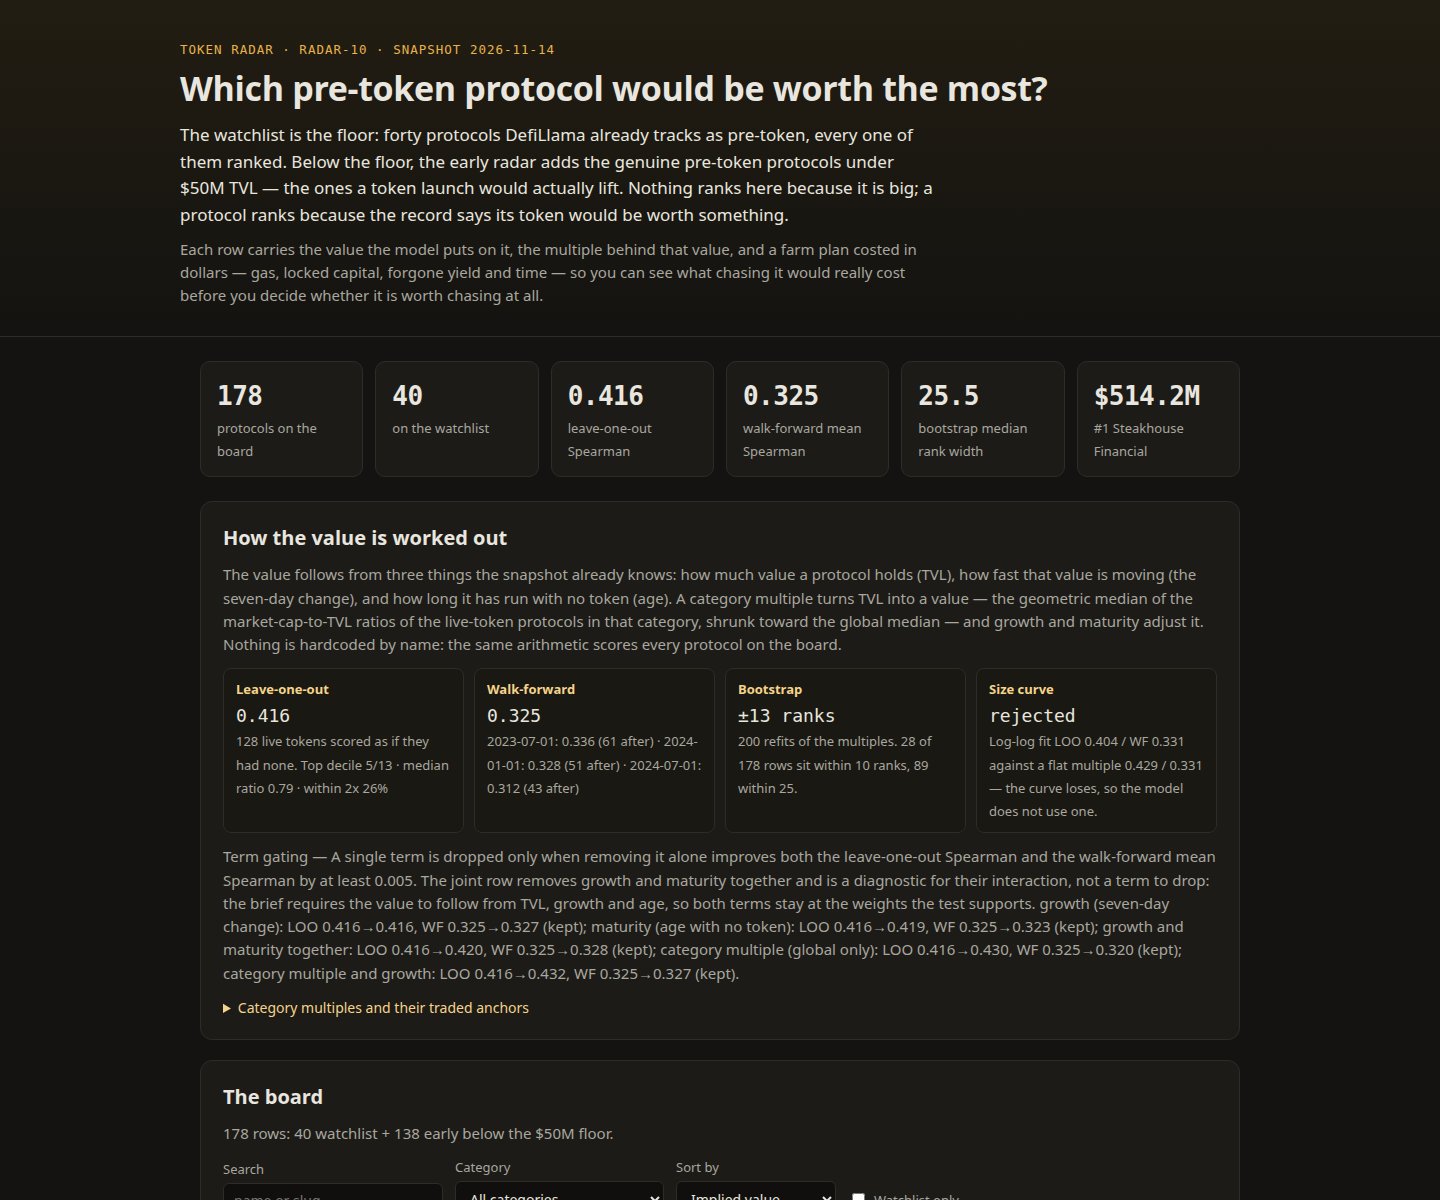 TOKEN RADAR · RADAR-10 · SNAPSHOT 2026-11-14
Which pre-token protocol would be worth the most?
The watchlist is the floor: forty protocols DefiLlama already tracks as pre-token, every one of
them ranked. Below the floor, the early radar adds the genuine pre-token protocols under
$50M TVL — the ones a token launch would actually lift. Nothing ranks here because it is big; a
protocol ranks because the record says its token would be worth something.
Each row carries the value the model puts on it, the multiple behind that value, and a farm plan costed in
dollars — gas, locked capital, forgone yield and time — so you can see what chasing it would really cost
before you decide whether it is worth chasing at all.
178
protocols on the
board
40
on the watchlist
0.416
leave-one-out
Spearman
0.325
walk-forward mean
Spearman
25.5
bootstrap median
rank width
$514.2M
#1 Steakhouse
Financial
How the value is worked out
The value follows from three things the snapshot already knows: how much value a protocol holds (TVL), how fast that value is moving (the
seven-day change), and how long it has run with no token (age). A category multiple turns TVL into a value — the geometric median of the
market-cap-to-TVL ratios of the live-token protocols in that category, shrunk toward the global median — and growth and maturity adjust it.
Nothing is hardcoded by name: the same arithmetic scores every protocol on the board.
Leave-one-out
0.416
128 live tokens scored as if they
had none. Top decile 5/13 · median
ratio 0.79 · within 2x 26%
Walk-forward
0.325
2023-07-01: 0.336 (61 after) · 2024-
01-01: 0.328 (51 after) · 2024-07-01:
0.312 (43 after)
Bootstrap
±13 ranks
200 refits of the multiples. 28 of
178 rows sit within 10 ranks, 89
within 25.
Size curve
rejected
Log-log fit LOO 0.404 / WF 0.331
against a flat multiple 0.429 / 0.331
— the curve loses, so the model
does not use one.
Term gating — A single term is dropped only when removing it alone improves both the leave-one-out Spearman and the walk-forward mean
Spearman by at least 0.005. The joint row removes growth and maturity together and is a diagnostic for their interaction, not a term to drop:
the brief requires the value to follow from TVL, growth and age, so both terms stay at the weights the test supports. growth (seven-day
change): LOO 0.416→0.416, WF 0.325→0.327 (kept); maturity (age with no token): LOO 0.416→0.419, WF 0.325→0.323 (kept); growth and
maturity together: LOO 0.416→0.420, WF 0.325→0.328 (kept); category multiple (global only): LOO 0.416→0.430, WF 0.325→0.320 (kept);
category multiple and growth: LOO 0.416→0.432, WF 0.325→0.327 (kept).
▶ Category multiples and their traded anchors
The board
178 rows: 40 watchlist + 138 early below the $50M floor.
Search
Category
Sort by
name or slug
All categories
Implied value
Watchlist only